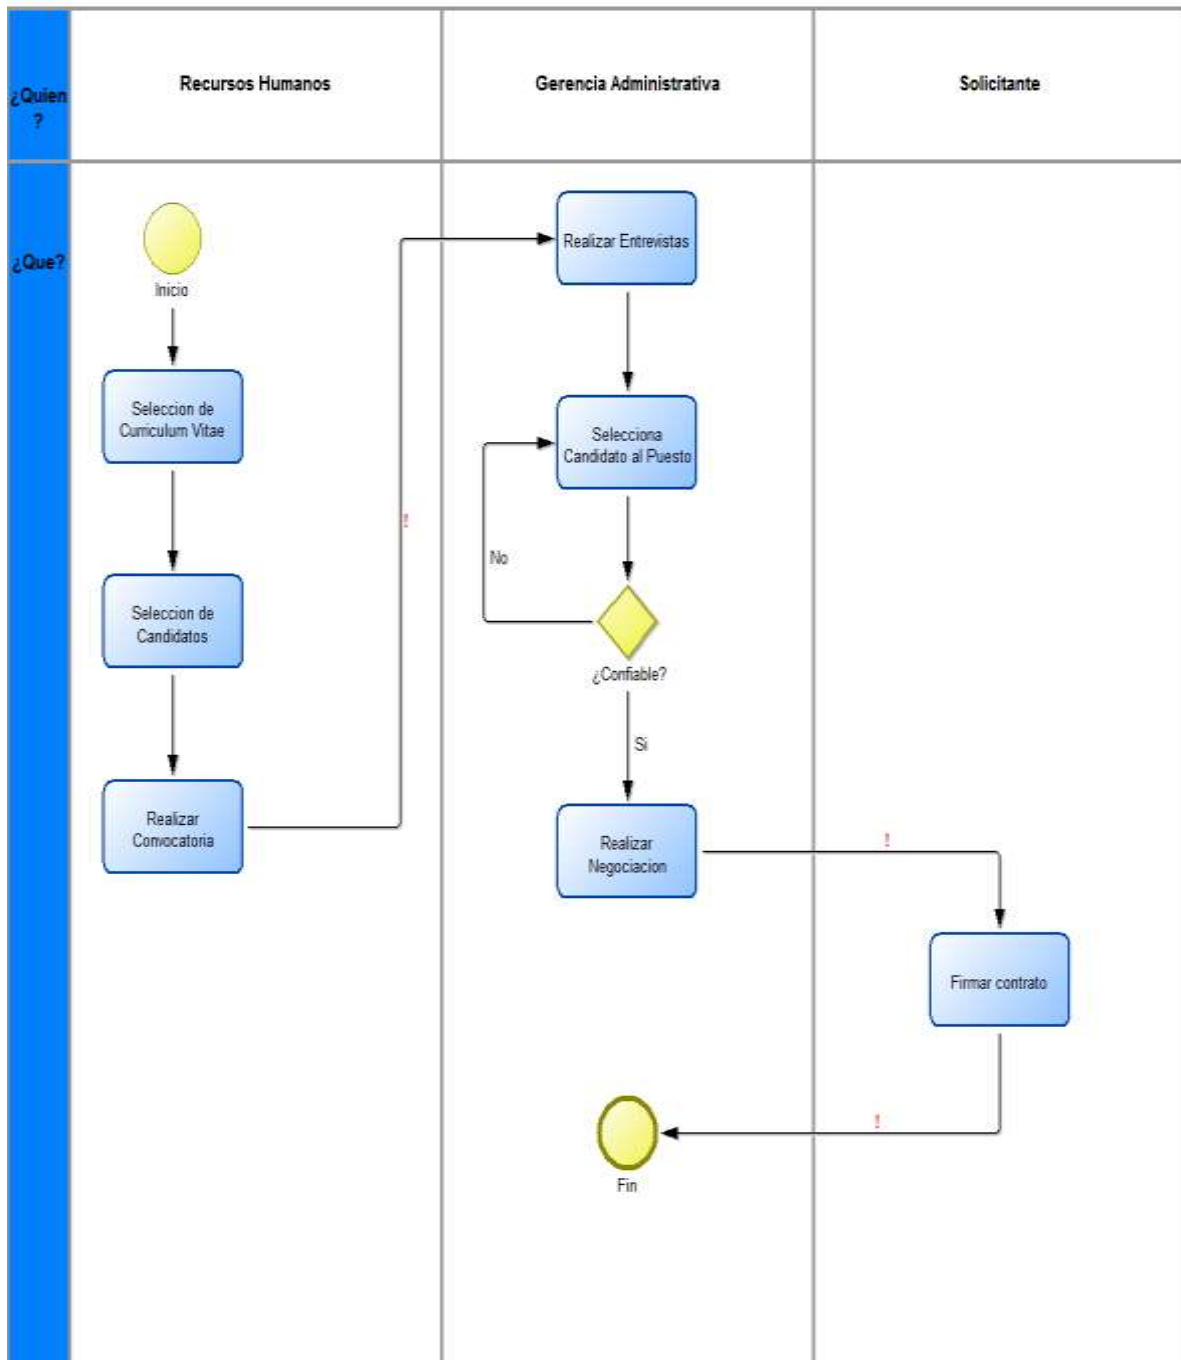 ¿Quien
?
Recursos Humanos
Gerencia Administrativa
Solicitante
¿Que?
Inicio
Seleccion de
Curriculum Vitae
Seleccion de
Candidatos
Realizar
Convocatoria
!
Realizar Entrevistas
Selecciona
Candidato al Puesto
No
¿Confiable?
Si
Realizar
Negociacion
!
Firmar contrato
!
Fin